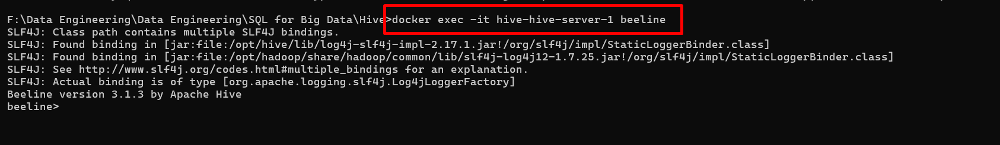 F:\Data Engineering\Data Engineering\SQL for Big Data\Hive>docker exec -it hive-hive-server-1 beeline
SLF4J: Class path contains multiple SLF4J bindings.
SLF4J: Found binding in [jar:file:/opt/hive/lib/log4j-slf4j-impl-2.17.1.jar!/org/slf4j/impl/StaticLoggerBinder.class]
SLF4J: Found binding in [jar:file:/opt/hadoop/share/hadoop/common/lib/slf4j-log4j12-1.7.25.jar!/org/slf4j/impl/StaticLoggerBinder.class]
SLF4J: See http://www.slf4j.org/codes.html#multiple_bindings for an explanation.
SLF4J: Actual binding is of type [org.apache.logging.slf4j.Log4jLoggerFactory]
Beeline version 3.1.3 by Apache Hive
beeline>